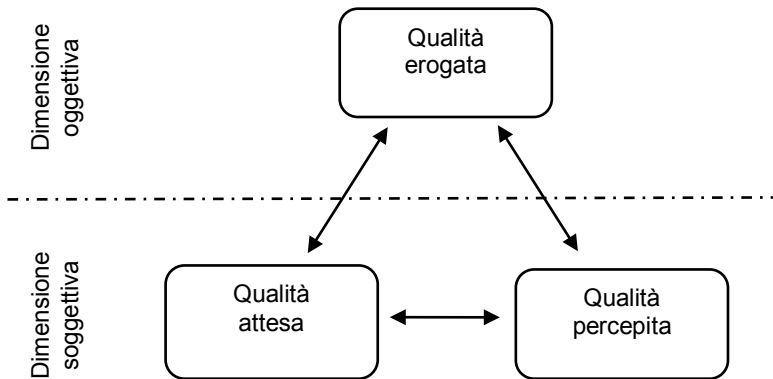 Dimensione
oggettiva
Qualità
erogata
Dimensione
soggettiva
Qualità
attesa
Qualità
percepita